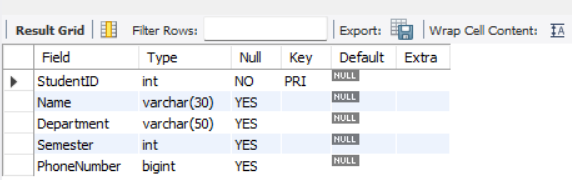 Result Grid Filter Rows: Export: Wrap Cell Content: IA
Field Type Null Key Default Extra
StudentID int NO PRI NULL
Name varchar(30) YES NULL
Department varchar(50) YES NULL
Semester int YES NULL
PhoneNumber bigint YES NULL